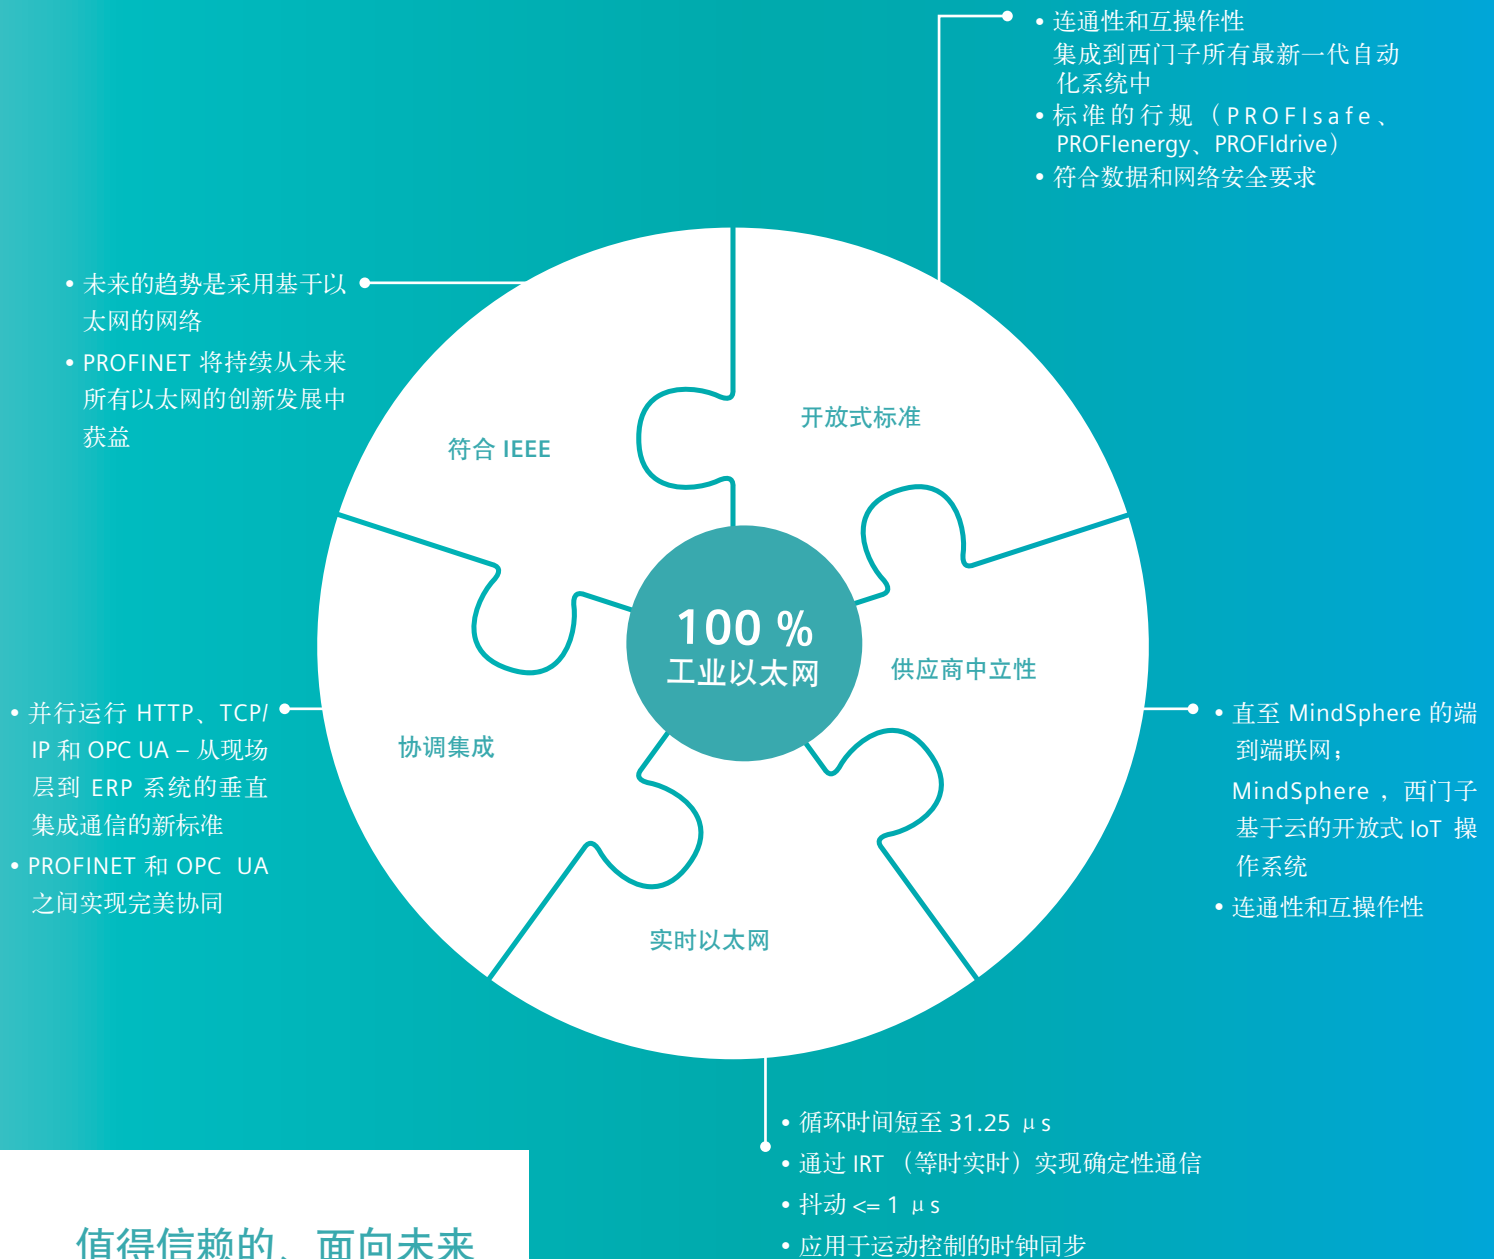 • 连通性和互操作性
集成到西门子所有最新一代自动
化系统中
• 标准的行规（PROFIsafe、
PROFIenergy、PROFIdrive）
• 符合数据和网络安全要求
• 未来的趋势是采用基于以
太网的网络
• PROFINET 将持续从未来
所有以太网的创新发展中
获益
开放式标准
符合 IEEE
100 %
工业以太网
供应商中立性
协调集成
实时以太网
• 并行运行 HTTP、TCP/
IP 和 OPC UA – 从现场
层到 ERP 系统的垂直
集成通信的新标准
• PROFINET 和 OPC UA
之间实现完美协同
• 直至 MindSphere 的端
到端联网；
MindSphere ，西门子
基于云的开放式 IoT 操
作系统
• 连通性和互操作性
• 循环时间短至 31.25 μs
• 通过 IRT （等时实时）实现确定性通信
• 抖动 <= 1 μs
• 应用于运动控制的时钟同步
值得信赖的、面向未来